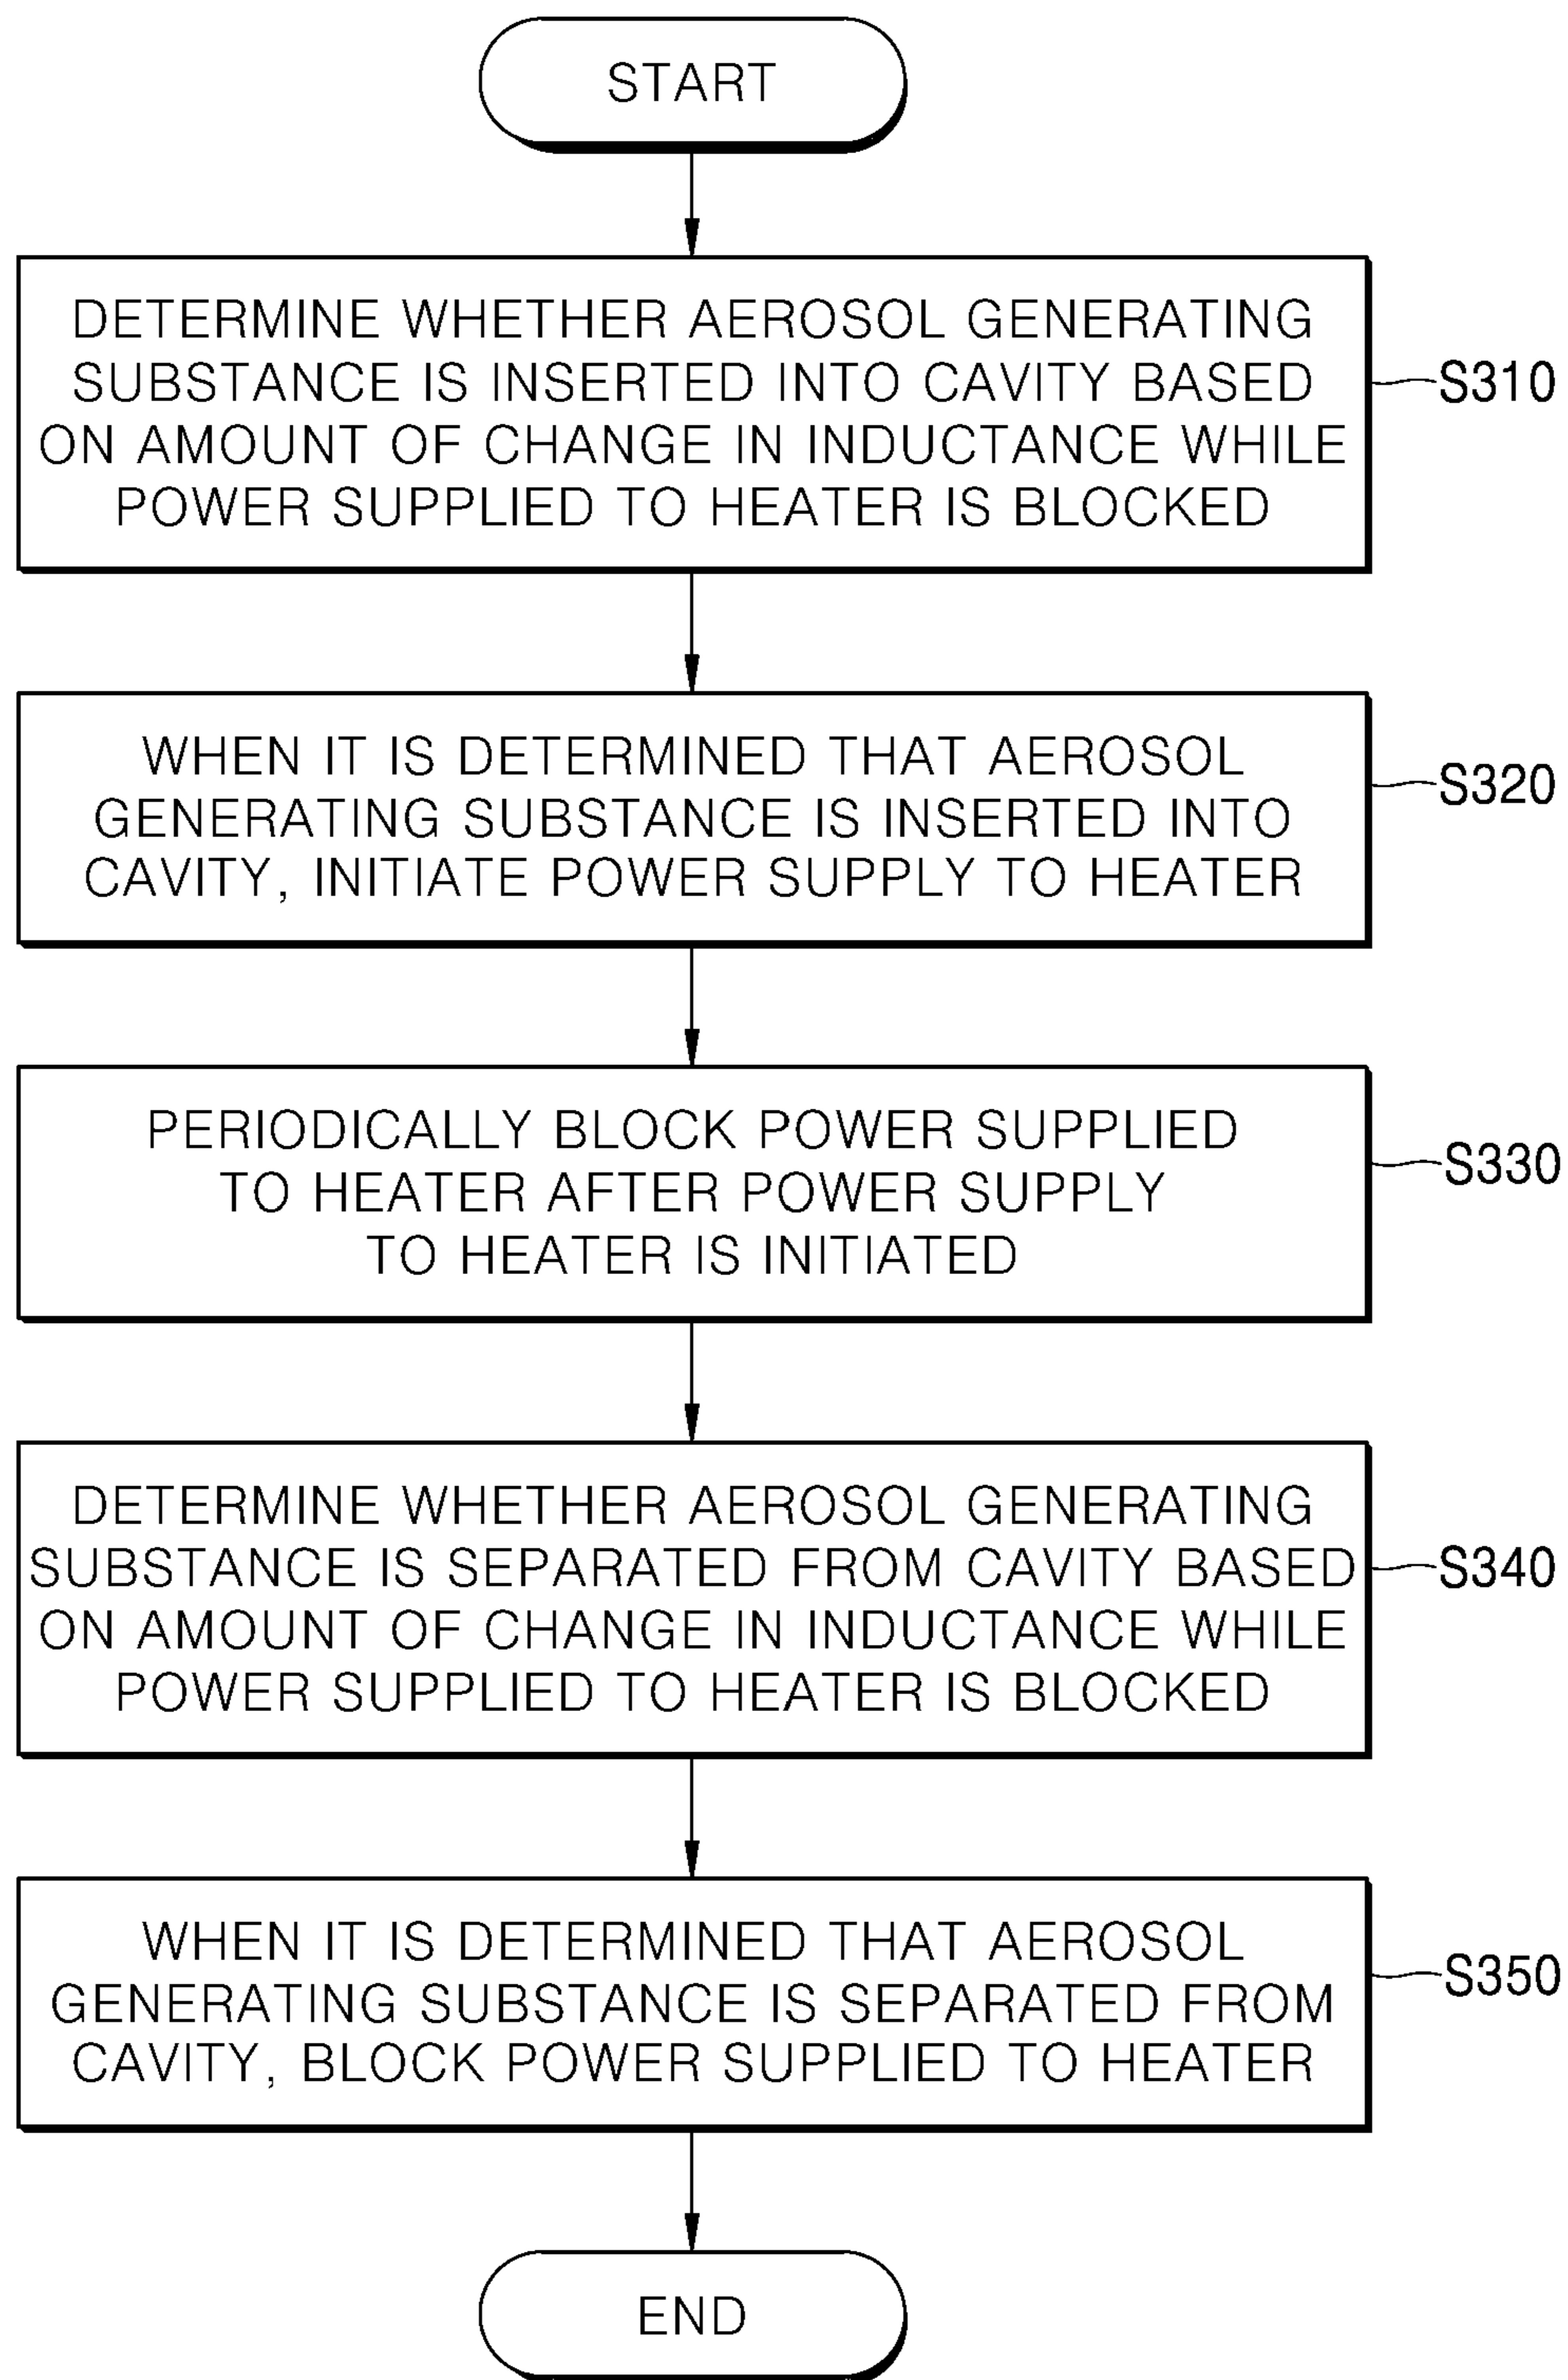 START
DETERMINE WHETHER AEROSOL GENERATING
SUBSTANCE IS INSERTED INTO CAVITY BASED
ON AMOUNT OF CHANGE IN INDUCTANCE WHILE
POWER SUPPLIED TO HEATER IS BLOCKED
S310
WHEN IT IS DETERMINED THAT AEROSOL
GENERATING SUBSTANCE IS INSERTED INTO
CAVITY, INITIATE POWER SUPPLY TO HEATER
S320
PERIODICALLY BLOCK POWER SUPPLIED
TO HEATER AFTER POWER SUPPLY
TO HEATER IS INITIATED
S330
DETERMINE WHETHER AEROSOL GENERATING
SUBSTANCE IS SEPARATED FROM CAVITY BASED
ON AMOUNT OF CHANGE IN INDUCTANCE WHILE
POWER SUPPLIED TO HEATER IS BLOCKED
S340
WHEN IT IS DETERMINED THAT AEROSOL
GENERATING SUBSTANCE IS SEPARATED FROM
CAVITY, BLOCK POWER SUPPLIED TO HEATER
S350
END